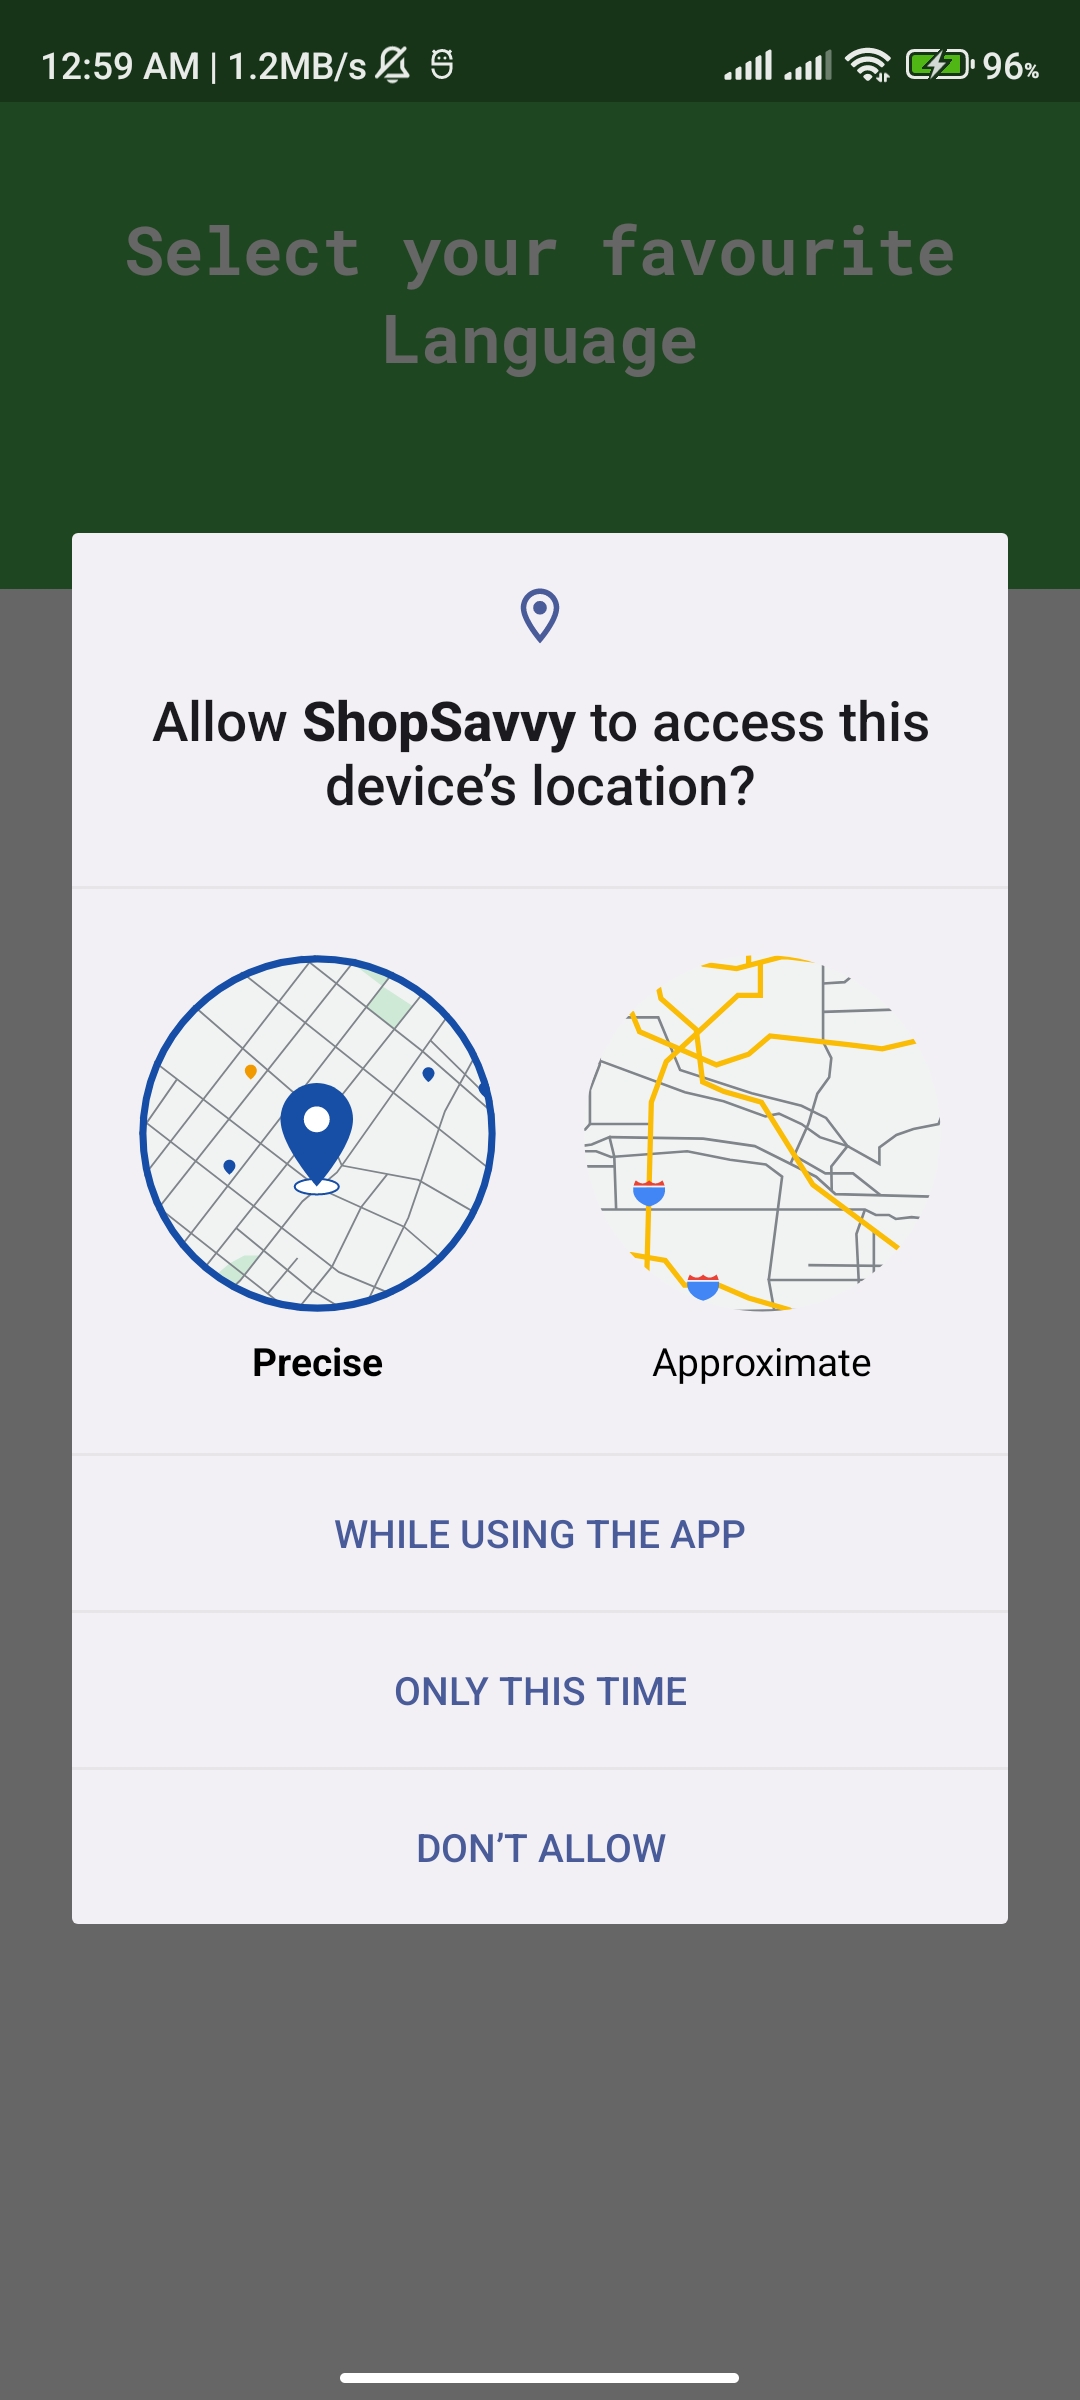 12:59 AM | 1.2MB/s 96%
Select your favourite
Language
Allow ShopSavvy to access this
device’s location?
Precise Approximate
WHILE USING THE APP
ONLY THIS TIME
DON’T ALLOW